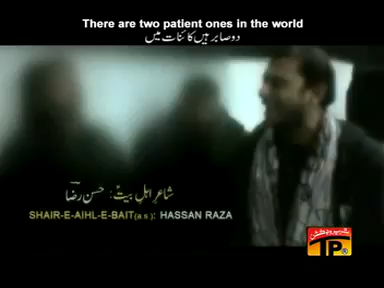 There are two patient ones in the world
دو صابر ہیں کائنات میں
شاعرِ اہلِ بیتؑ: حسن رضا
SHAIR-E-AIHL-E-BAIT(a s): HASSAN RAZA
TP®